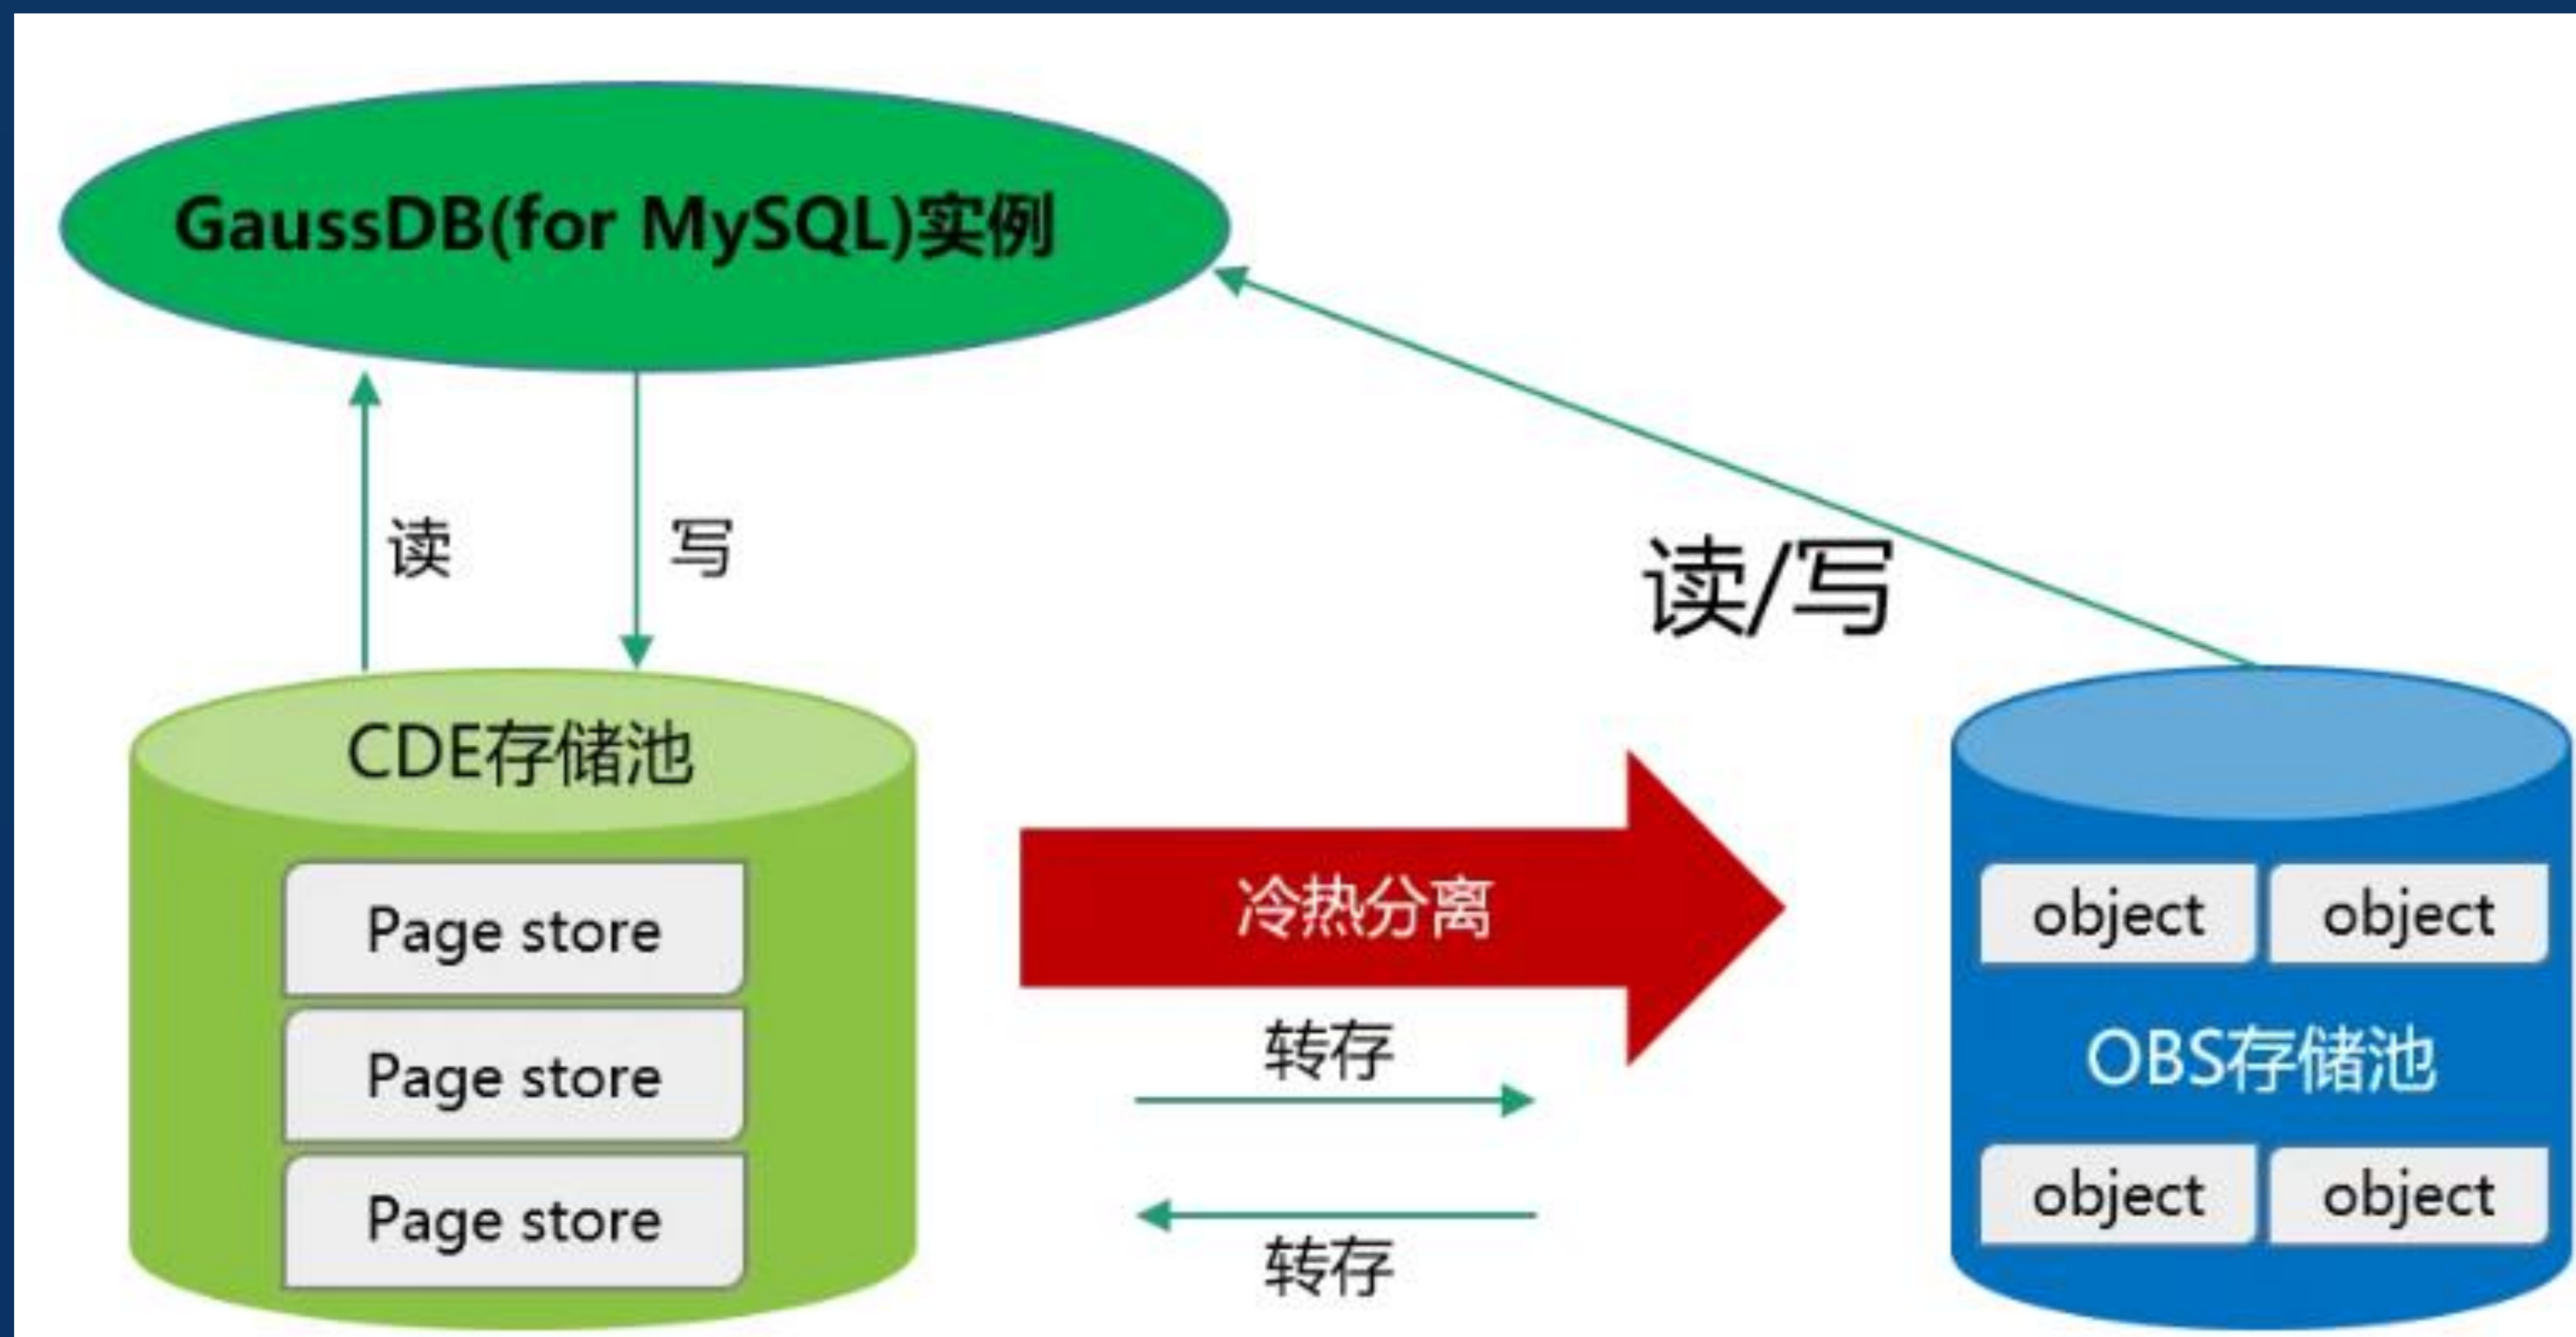 GaussDB(for MySQL)实例
读
写
读/写
CDE存储池
Page store
Page store
Page store
冷热分离
转存
转存
object
object
OBS存储池
object
object